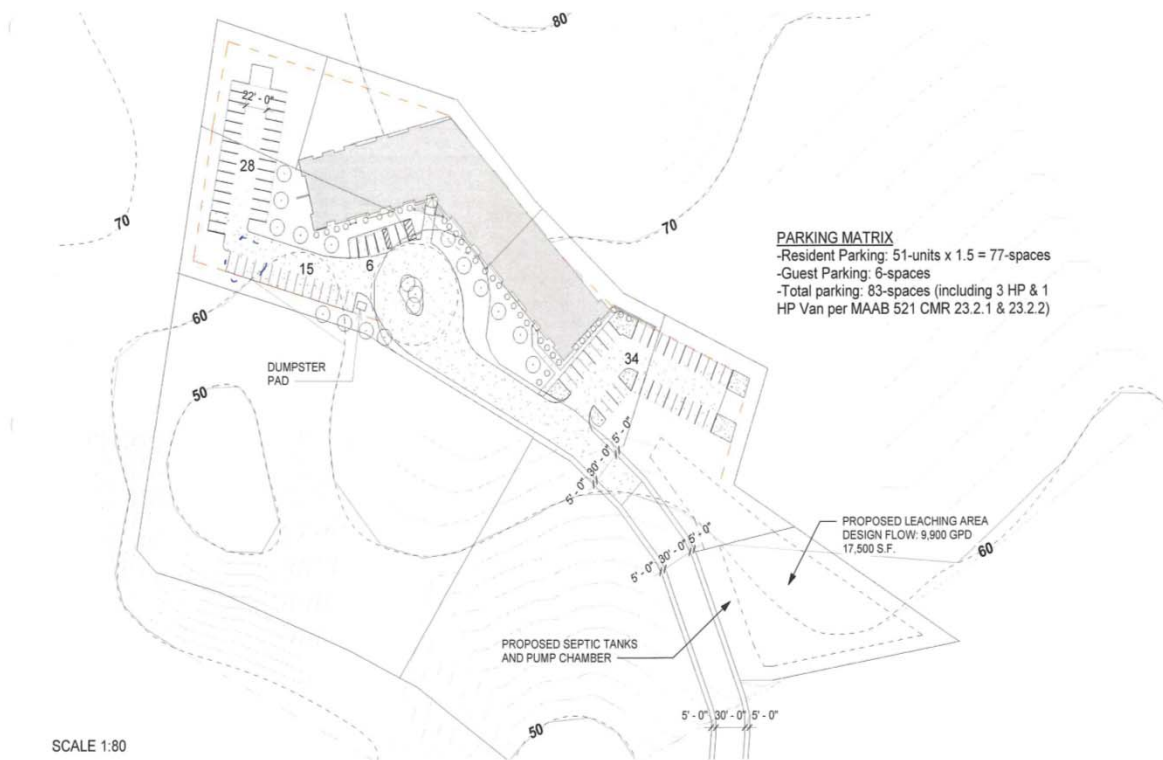 80
22' - 0"
28
70
70
PARKING MATRIX
-Resident Parking: 51-units x 1.5 = 77-spaces
-Guest Parking: 6-spaces
-Total parking: 83-spaces (including 3 HP & 1
HP Van per MAAB 521 CMR 23.2.1 & 23.2.2)
15
6
60
34
DUMPSTER
PAD
50
5' - 0" 30' - 0" 5' - 0"
PROPOSED LEACHING AREA
DESIGN FLOW: 9,900 GPD
17,500 S.F.
60
5' - 0" 30' - 0" 5' - 0"
PROPOSED SEPTIC TANKS
AND PUMP CHAMBER
5' - 0" 30' - 0" 5' - 0"
50
SCALE 1:80